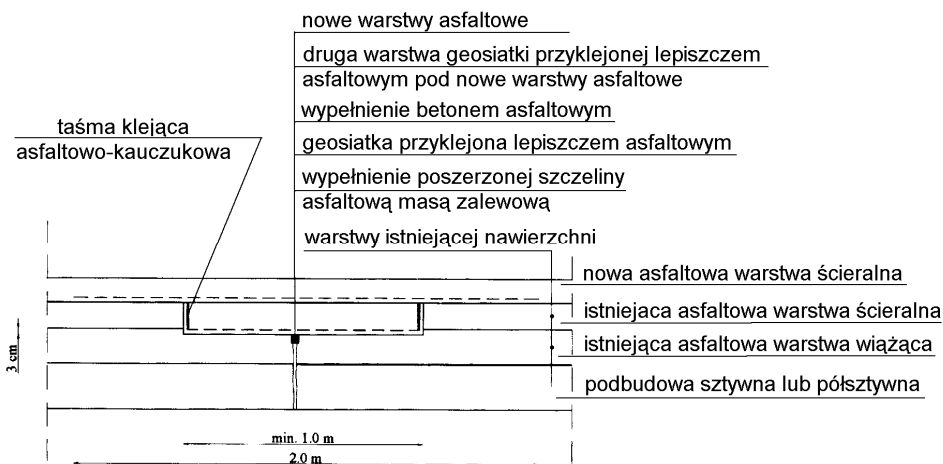 nowe warstwy asfaltowe
druga warstwa geosiatki przyklejonej lepiszczem
asfaltowym pod nowe warstwy asfaltowe
wypełnienie betonem asfaltowym
taśma klejąca
asfaltowo-kauczukowa
geosiatka przyklejona lepiszczem asfaltowym
wypełnienie poszerzonej szczeliny
asfaltową masą zalewową
warstwy istniejącej nawierzchni
nowa asfaltowa warstwa ścieralna
istniejaca asfaltowa warstwa ścieralna
istniejąca asfaltowa warstwa wiążąca
podbudowa sztywna lub półsztywna
3 cm
min. 1.0 m
2.0 m